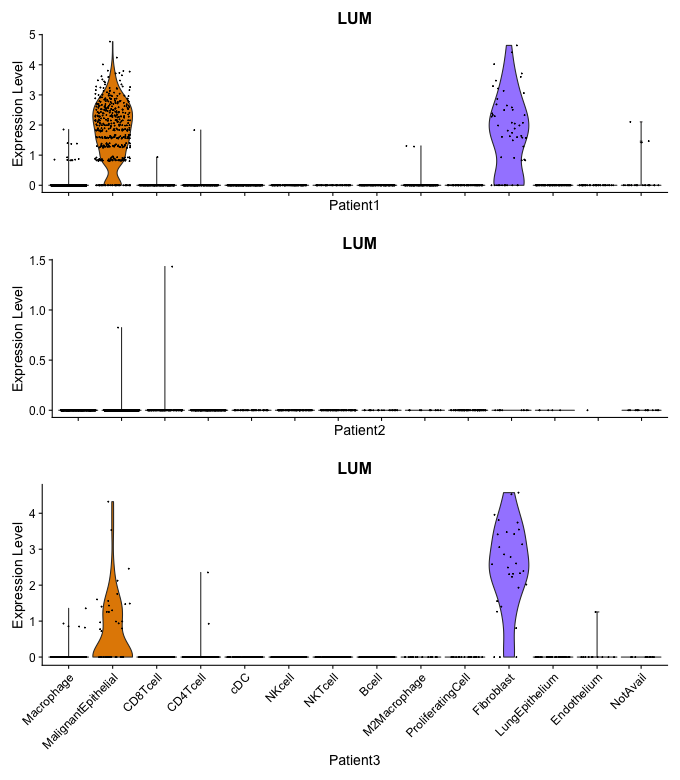 LUM
Expression Level
5
4
3
2
1
0
Patient1
LUM
Expression Level
1.5
1.0
0.5
0.0
Patient2
LUM
Expression Level
4
3
2
1
0
Macrophage
MalignantEpithelial
CD8Tcell
CD4Tcell
cDC
NKcell
NKTcell
Bcell
M2Macrophage
ProliferatingCell
Fibroblast
LungEpithelium
Endothelium
NotAvail
Patient3